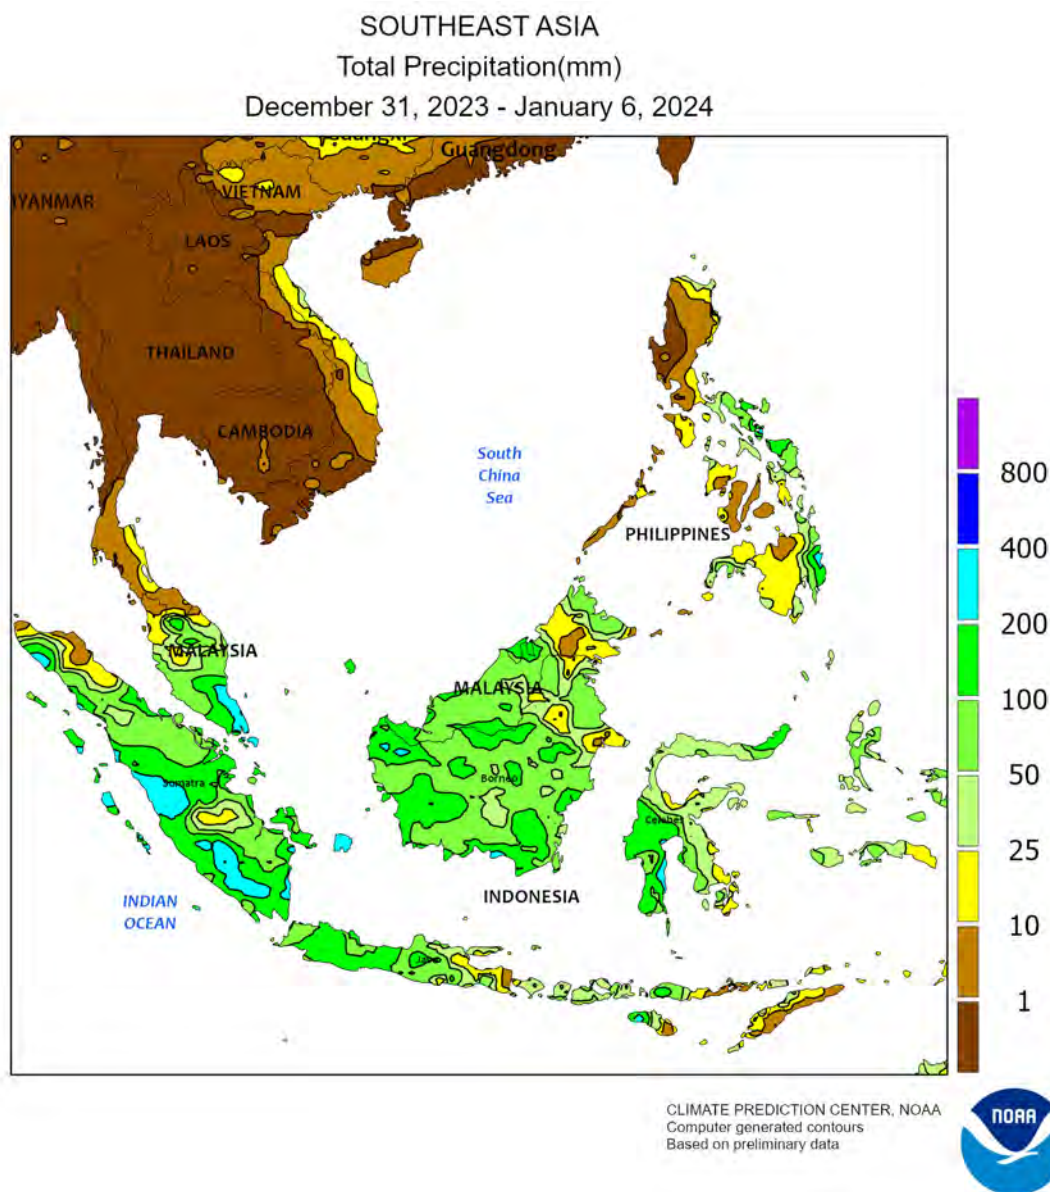 SOUTHEAST ASIA
Total Precipitation(mm)
December 31, 2023 - January 6, 2024
Guangdong
VIETNAM
YANMAR
LAOS
THAILAND
CAMBODIA
South
China
Sea
PHILIPPINES
MALAYSIA
MALAYSIA
Sumatra
Borneo
Celebes
INDONESIA
INDIAN
OCEAN
Java
800
400
200
100
50
25
10
1
CLIMATE PREDICTION CENTER, NOAA
Computer generated contours
Based on preliminary data
NOAA